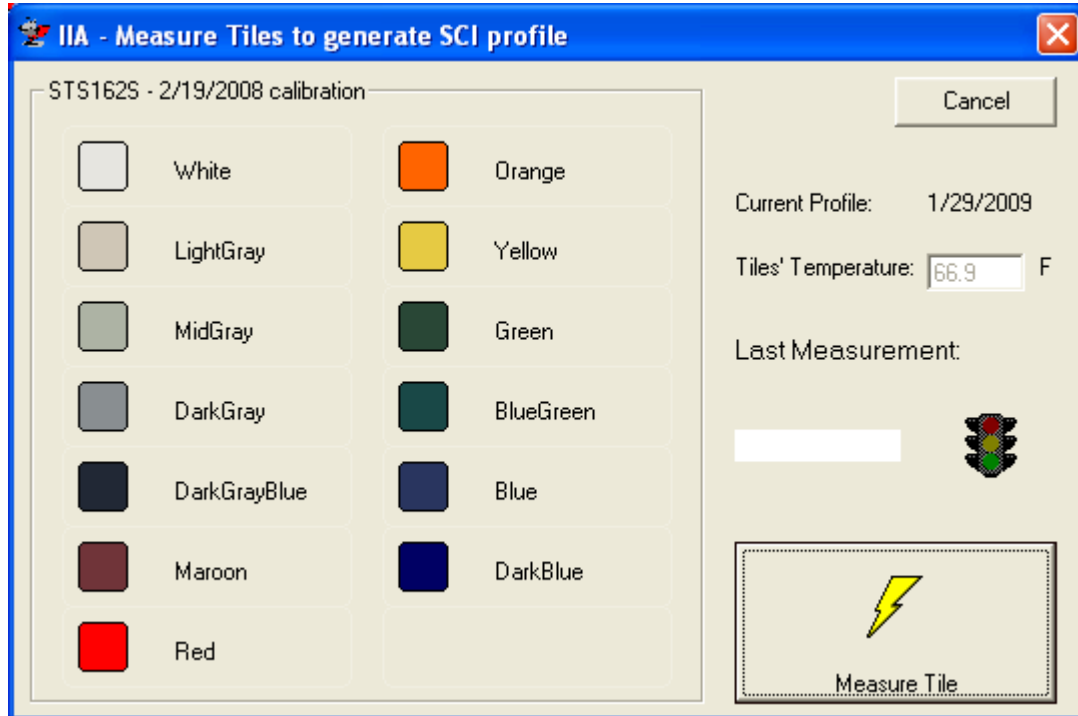 IIA - Measure Tiles to generate SCI profile
STS162S - 2/19/2008 calibration
White
LightGray
MidGray
DarkGray
DarkGrayBlue
Maroon
Red
Orange
Yellow
Green
BlueGreen
Blue
DarkBlue
Cancel
Current Profile: 1/29/2009
Tiles' Temperature: 66.9 F
Last Measurement:
Measure Tile